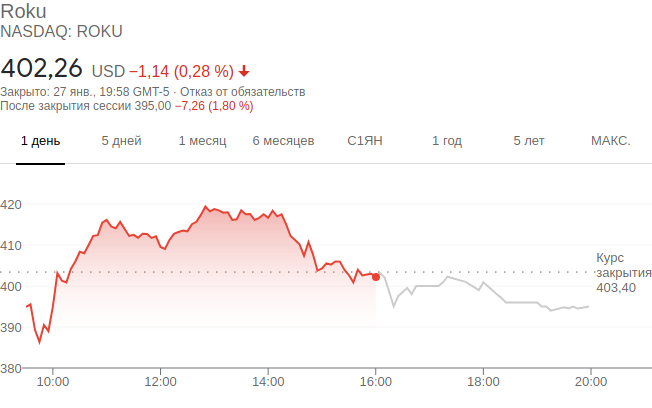 Roku
NASDAQ: ROKU
402,26 USD −1,14 (0,28 %)
Закрыто: 27 янв., 19:58 GMT-5 · Отказ от обязательств
После закрытия сессии 395,00 −7,26 (1,80 %)
1 день 5 дней 1 месяц 6 месяцев С1ЯН 1 год 5 лет МАКС.
420
410
Курс
закрытия
400
403,40
390
380
10:00 12:00 14:00 16:00 18:00 20:00